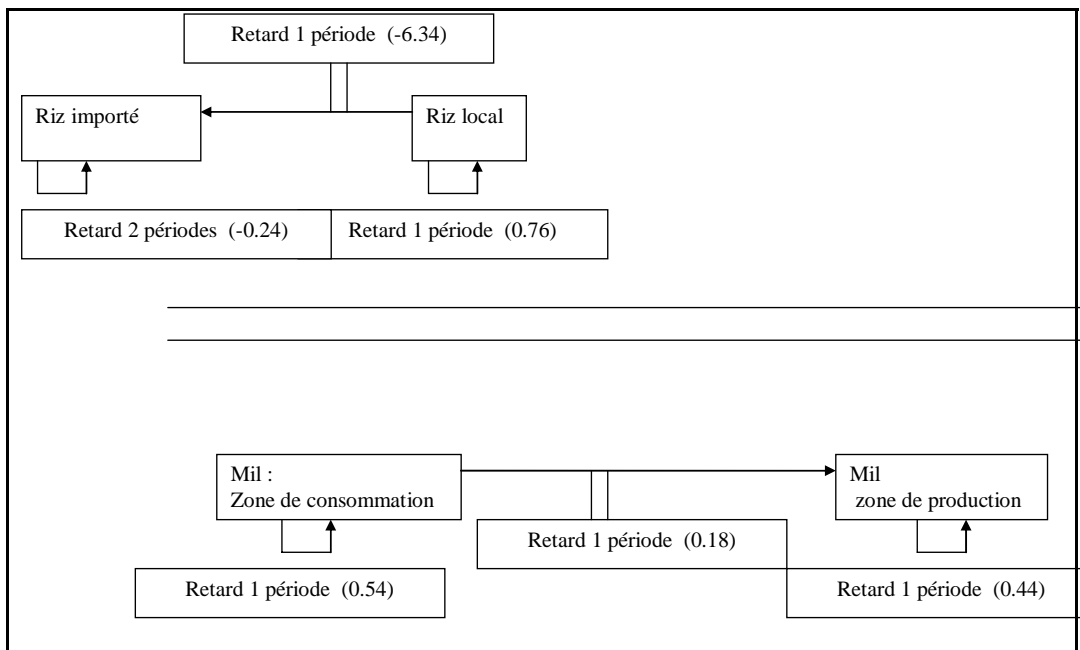 Retard 1 période (-6.34)
Riz importé
Riz local
Retard 2 périodes (-0.24)
Retard 1 période (0.76)
Mil :
Zone de consommation
Mil
zone de production
Retard 1 période (0.18)
Retard 1 période (0.54)
Retard 1 période (0.44)